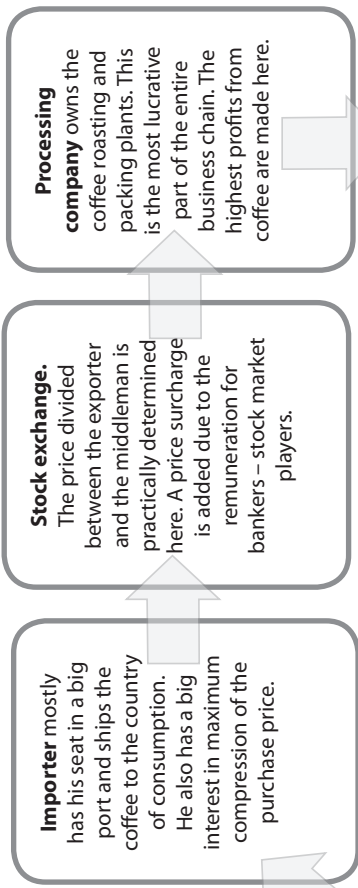 Importer mostly
has his seat in a big
port and ships the
coffee to the country
of consumption.
He also has a big
interest in maximum
compression of the
purchase price.
Stock exchange.
The price divided
between the exporter
and the middleman is
practically determined
here. A price surcharge
is added due to the
remuneration for
bankers – stock market
players.
Processing
company owns the
coffee roasting and
packing plants. This
is the most lucrative
part of the entire
business chain. The
highest profits from
coffee are made here.